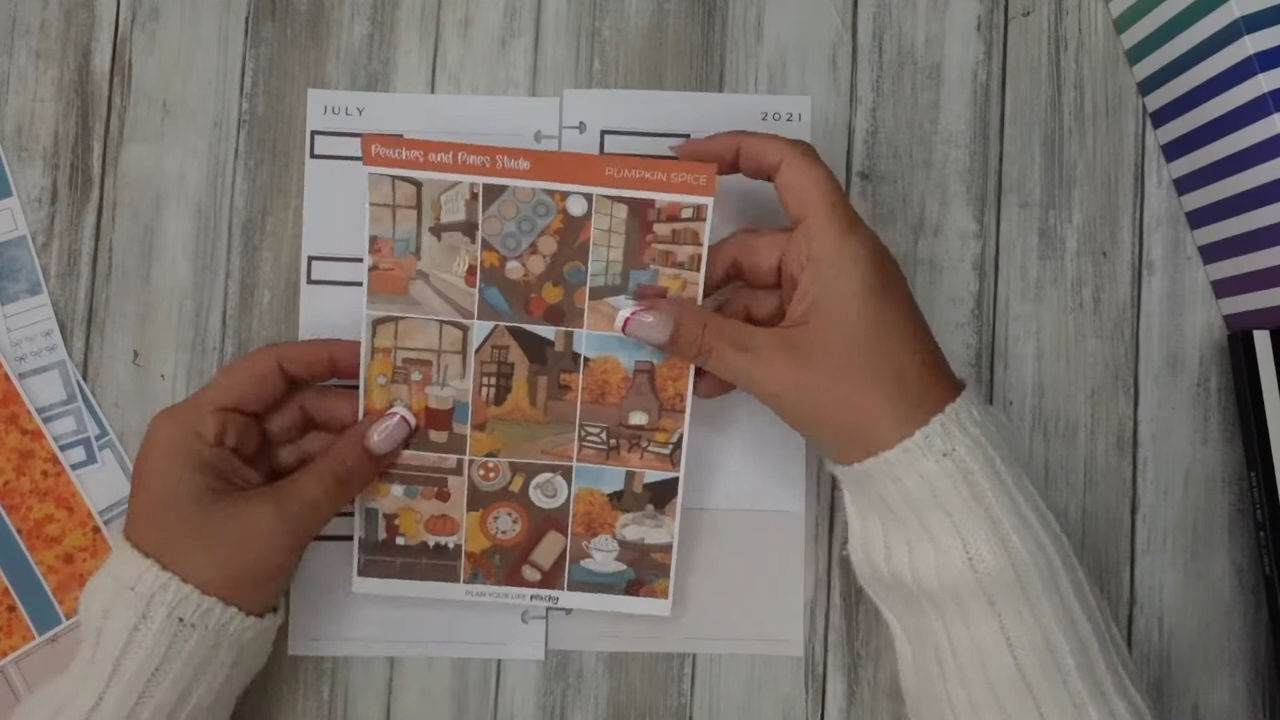 JULY
2021
Peaches and Pines Studio
PUMPKIN SPICE
PLAN YOUR LIFE peachy